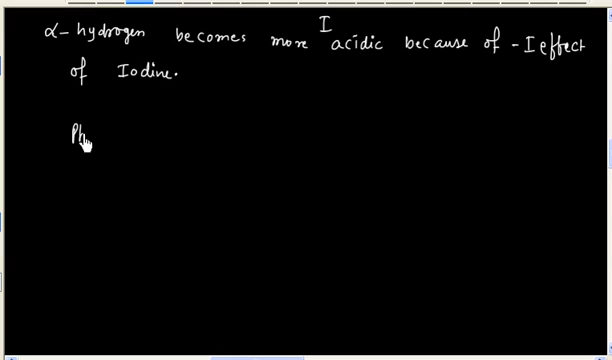 I
α- hydrogen becomes more acidic because of - I effect
of Iodine.
Ph